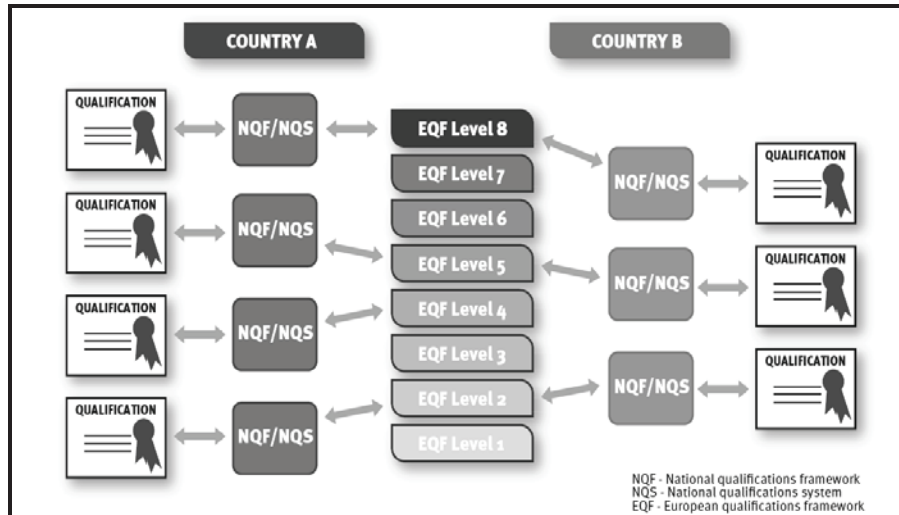 COUNTRY A
COUNTRY B
QUALIFICATION
NQF/NQS
EQF Level 8
EQF Level 7
NQF/NQS
QUALIFICATION
QUALIFICATION
NQF/NQS
EQF Level 6
EQF Level 5
NQF/NQS
QUALIFICATION
QUALIFICATION
NQF/NQS
EQF Level 4
EQF Level 3
NQF/NQS
QUALIFICATION
QUALIFICATION
NQF/NQS
EQF Level 2
EQF Level 1
NQF - National qualifications framework
NQS - National qualifications system
EQF - European qualifications framework